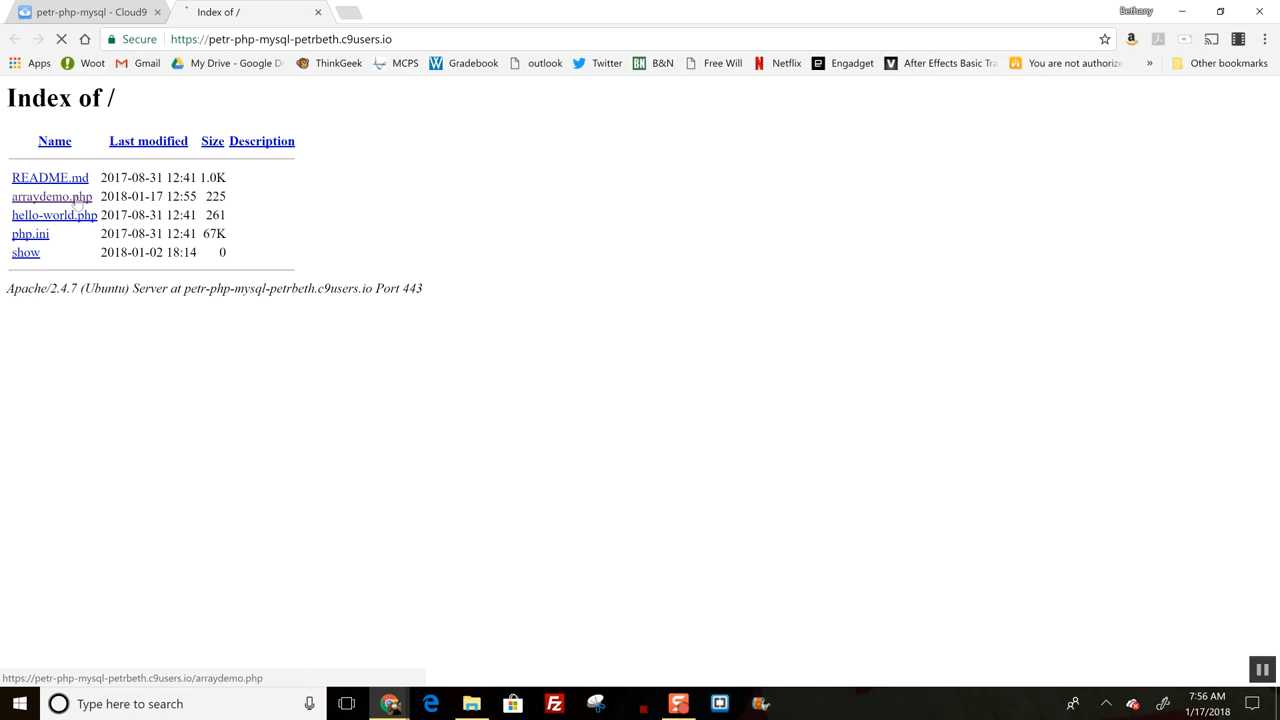 petr-php-mysql - Cloud9
Index of /
Bethany
Secure
https://petr-php-mysql-petrbeth.c9users.io
Apps
Woot
Gmail
My Drive - Google D
ThinkGeek
MCPS
Gradebook
outlook
Twitter
B&N
Free Will
Netflix
Engadget
After Effects Basic Tra
You are not authoriz
»
Other bookmarks
Index of /
Name Last modified Size Description
README.md 2017-08-31 12:41 1.0K
arraydemo.php 2018-01-17 12:55 225
hello-world.php 2017-08-31 12:41 261
php.ini 2017-08-31 12:41 67K
show 2018-01-02 18:14 0
Apache/2.4.7 (Ubuntu) Server at petr-php-mysql-petrbeth.c9users.io Port 443
https://petr-php-mysql-petrbeth.c9users.io/arraydemo.php
Type here to search
7:56 AM
1/17/2018